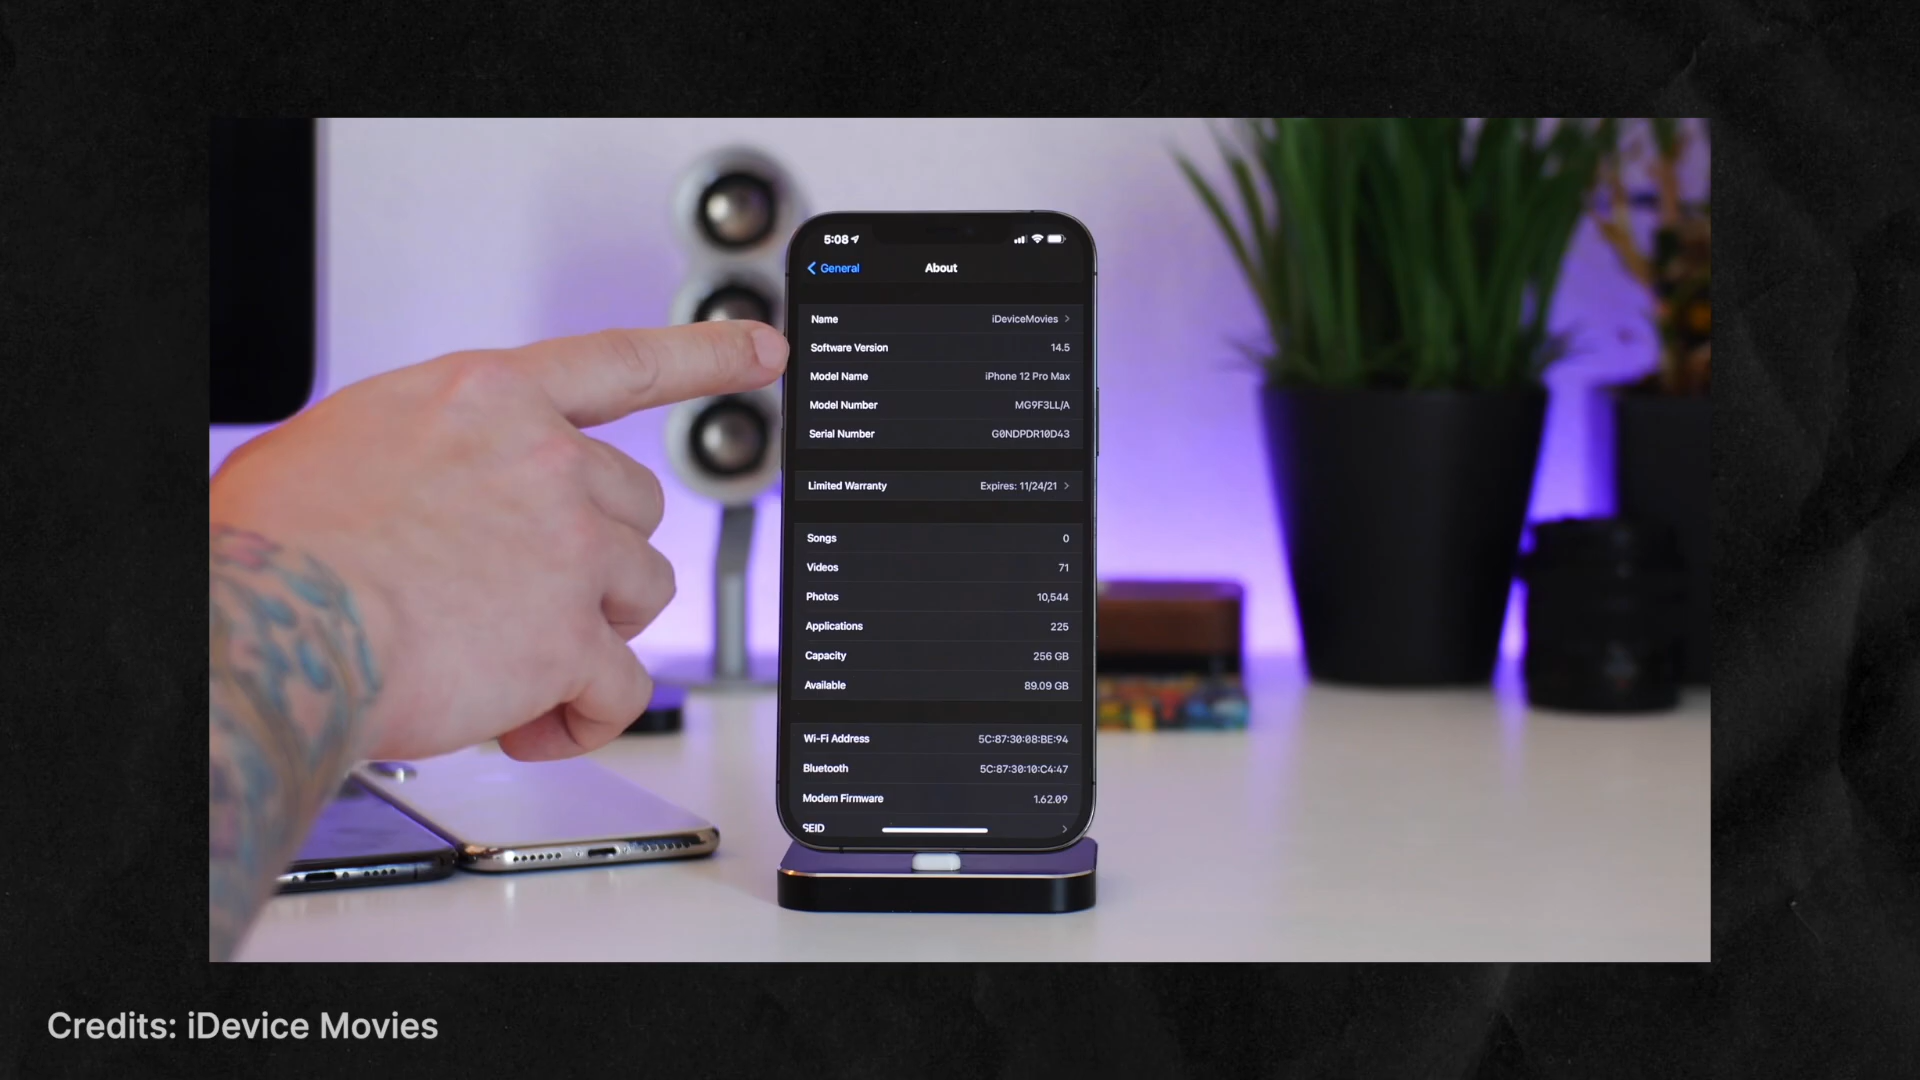 5:08
General
About
Name iDeviceMovies
Software Version 14.5
Model Name iPhone 12 Pro Max
Model Number MG9F3LL/A
Serial Number G0NDPDR10D43
Limited Warranty Expires: 11/24/21
Songs 0
Videos 71
Photos 10,544
Applications 225
Capacity 256 GB
Available 89.09 GB
Wi-Fi Address 5C:87:30:08:BE:94
Bluetooth 5C:87:30:10:C4:47
Modem Firmware 1.62.09
SEID
Credits: iDevice Movies